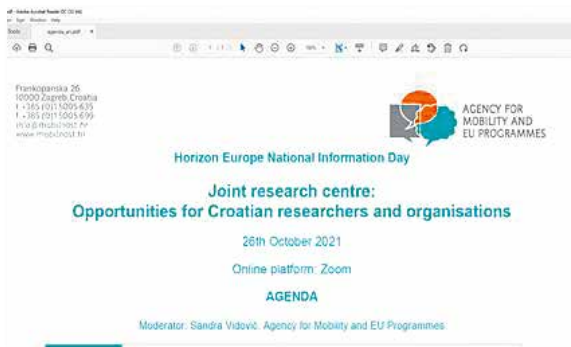 Frankopanska 26
10000 Zagreb, Croatia
www.mobilnost.hr
AGENCY FOR
MOBILITY AND
EU PROGRAMMES
Horizon Europe National Information Day
Joint research centre:
Opportunities for Croatian researchers and organisations
26th October 2021
Online platform: Zoom
AGENDA
Moderator: Sandra Vidović, Agency for Mobility and EU Programmes